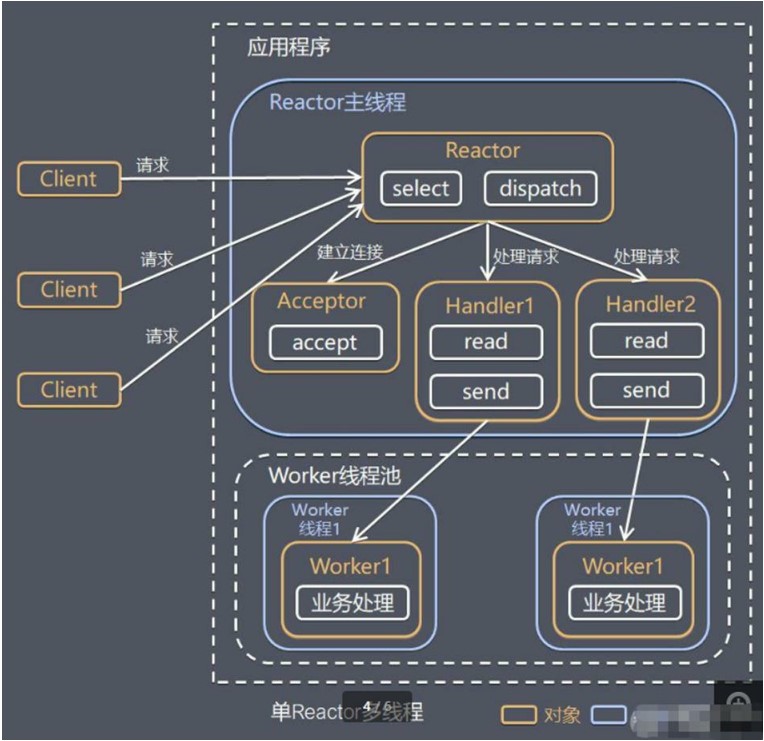 应用程序
Reactor主线程
Reactor
select
dispatch
Client
请求
Client
请求
Client
请求
建立连接
处理请求
处理请求
Acceptor
accept
Handler1
read
send
Handler2
read
send
Worker线程池
Worker
线程1
Worker1
业务处理
Worker
线程1
Worker1
业务处理
单Reactor多线程
4 / 6
对象